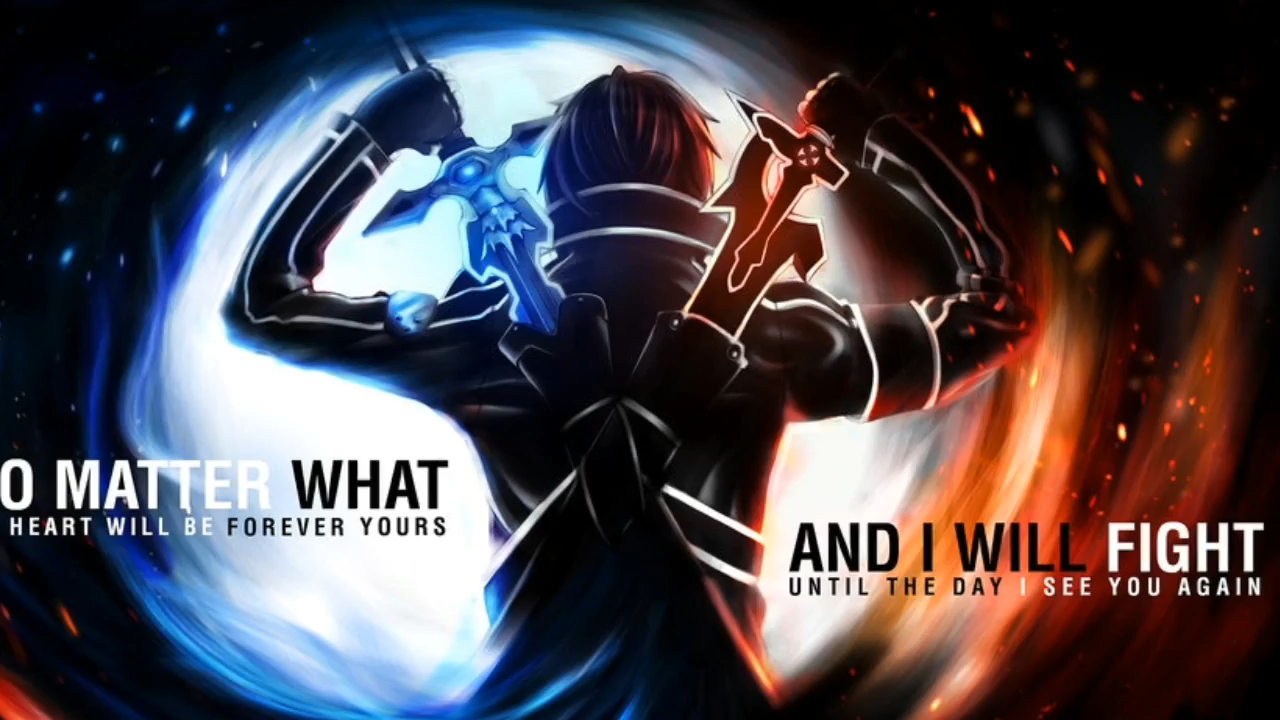 O MATTER WHAT
HEART WILL BE FOREVER YOURS
AND I WILL FIGHT
UNTIL THE DAY I SEE YOU AGAIN